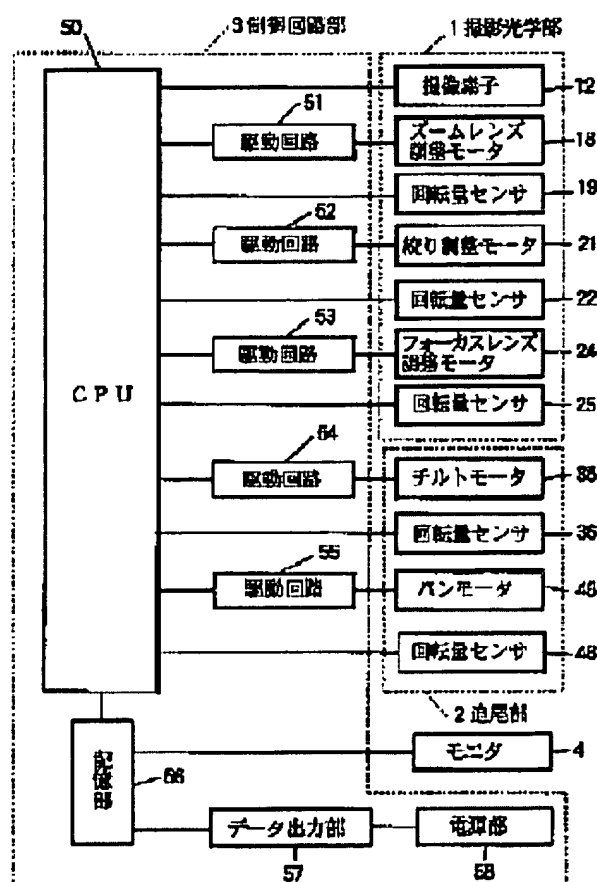 50
3 制御回路部
1 撮影光学部
撮像素子
12
51
駆動回路
ズームレンズ
調整モータ
18
回転量センサ
19
52
駆動回路
絞り調整モータ
21
回転量センサ
22
53
駆動回路
フォーカスレンズ
調整モータ
24
CPU
回転量センサ
25
54
駆動回路
チルトモータ
回転量センサ
36
55
駆動回路
パンモータ
46
回転量センサ
48
2 追尾部
記憶部
56
モニタ
4
データ出力部
電源部
57
58